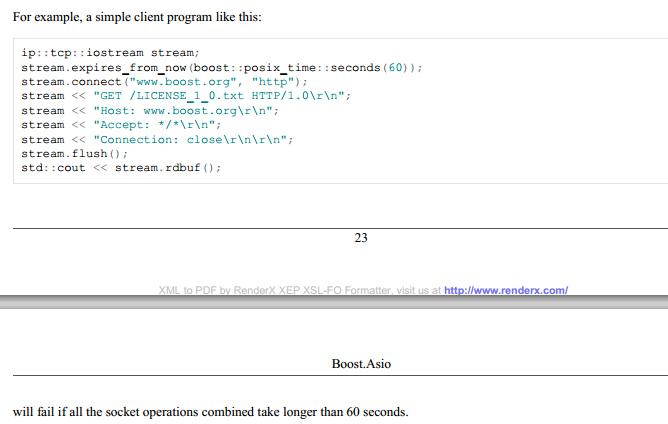 For example, a simple client program like this:
ip::tcp::iostream stream;
stream.expires_from_now(boost::posix_time::seconds(60));
stream.connect("www.boost.org", "http");
stream << "GET /LICENSE_1_0.txt HTTP/1.0\r\n";
stream << "Host: www.boost.org\r\n";
stream << "Accept: */*\r\n";
stream << "Connection: close\r\n\r\n";
stream.flush();
std::cout << stream.rdbuf();
23
XML to PDF by RenderX XEP XSL-FO Formatter, visit us at http://www.renderx.com/
Boost.Asio
will fail if all the socket operations combined take longer than 60 seconds.